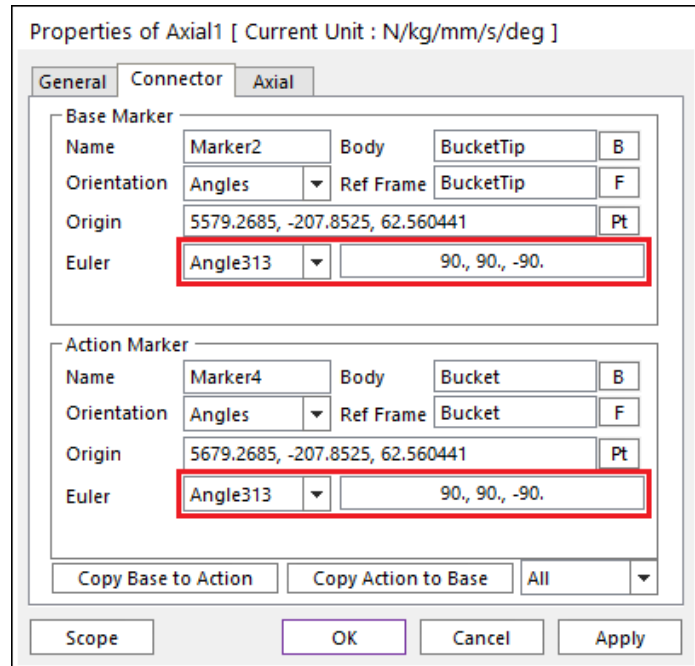 Properties of Axial1 [ Current Unit : N/kg/mm/s/deg ]
General Connector Axial
Base Marker
Name Marker2 Body BucketTip B
Orientation Angles Ref Frame BucketTip F
Origin 5579.2685, -207.8525, 62.560441 Pt
Euler Angle313 90., 90., -90.
Action Marker
Name Marker4 Body Bucket B
Orientation Angles Ref Frame Bucket F
Origin 5679.2685, -207.8525, 62.560441 Pt
Euler Angle313 90., 90., -90.
Copy Base to Action Copy Action to Base All
Scope OK Cancel Apply